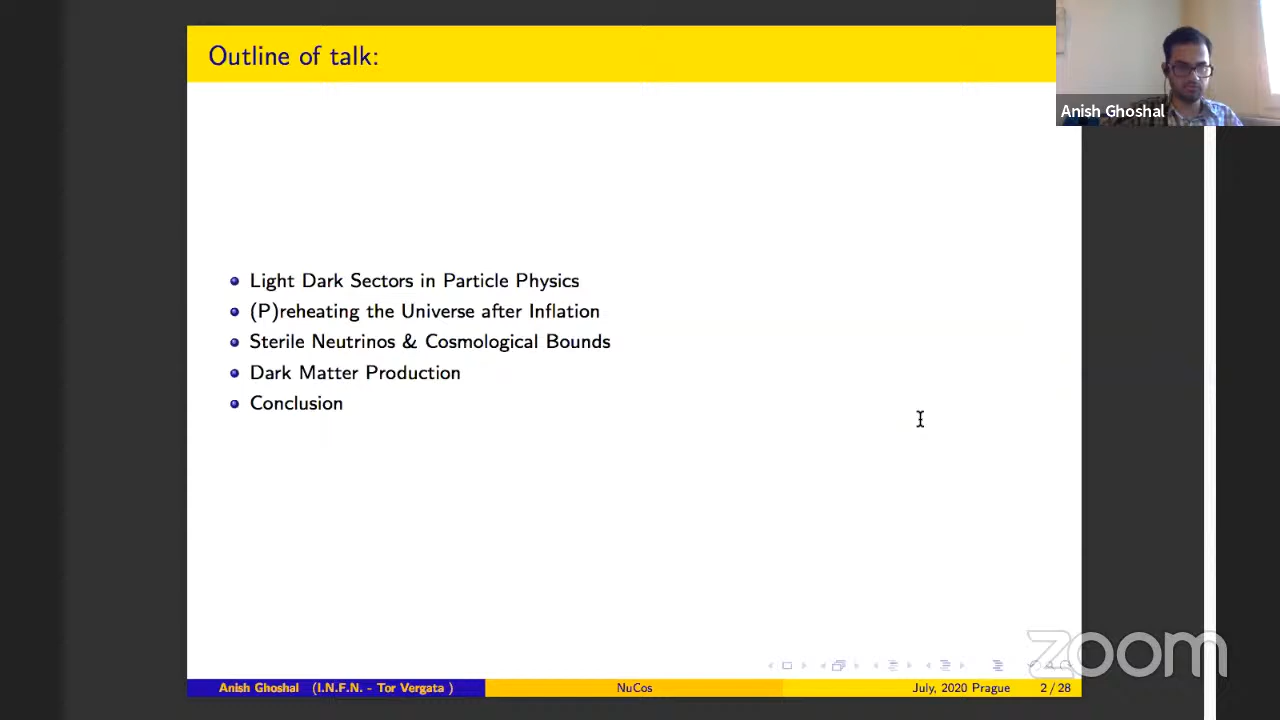 Outline of talk:
Anish Ghoshal
Light Dark Sectors in Particle Physics
(P)reheating the Universe after Inflation
Sterile Neutrinos & Cosmological Bounds
Dark Matter Production
Conclusion
zoom
Anish Ghoshal (I.N.F.N. - Tor Vergata ) NuCos July, 2020 Prague 2 / 28